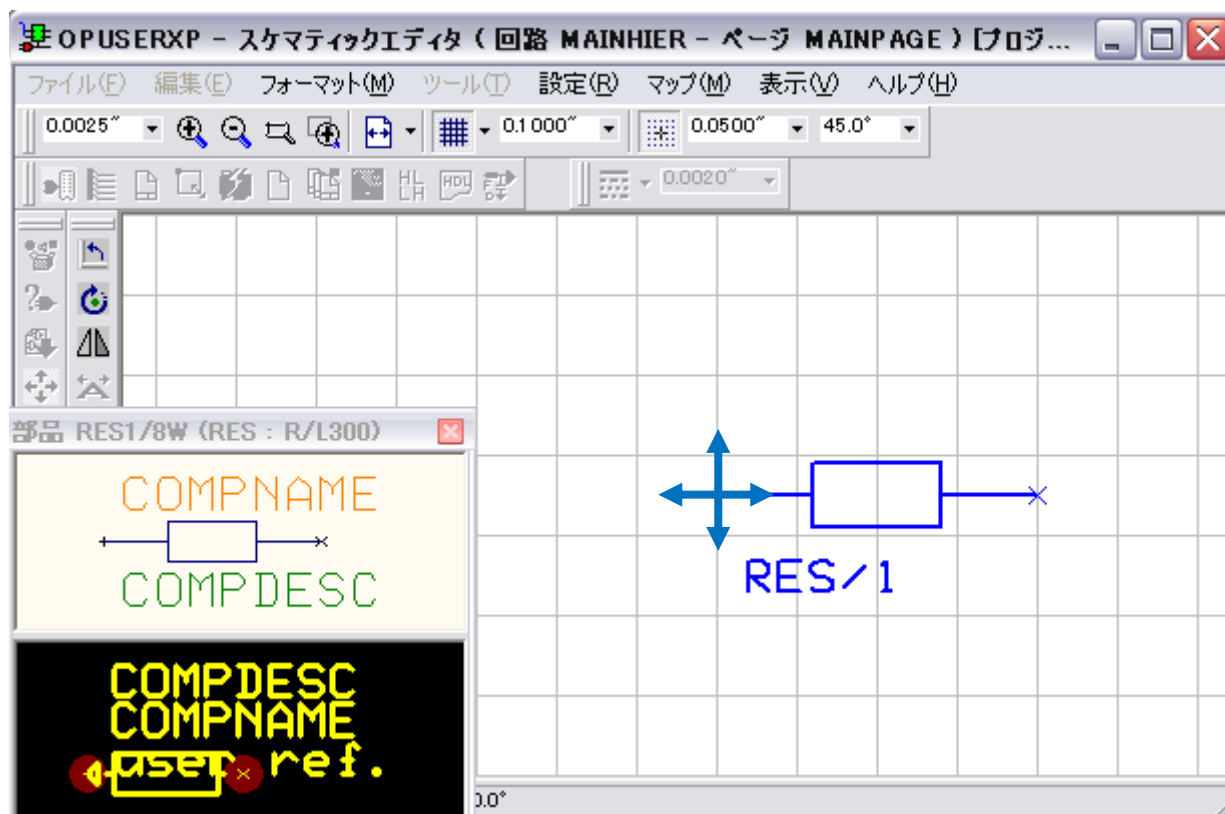 OPUSERXP - スケマティックエディタ ( 回路 MAINHIER - ページ MAINPAGE ) [プロジ...
ファイル(F) 編集(E) フォーマット(M) ツール(T) 設定(R) マップ(M) 表示(V) ヘルプ(H)
0.0025" 0.1000" 0.0500" 45.0°
HL LH HDL 0.0020"
部品 RES1/8W (RES : R/L300)
COMPNAME
COMPDESC
RES/1
COMPDESC
COMPNAME
user ref.
0.0°